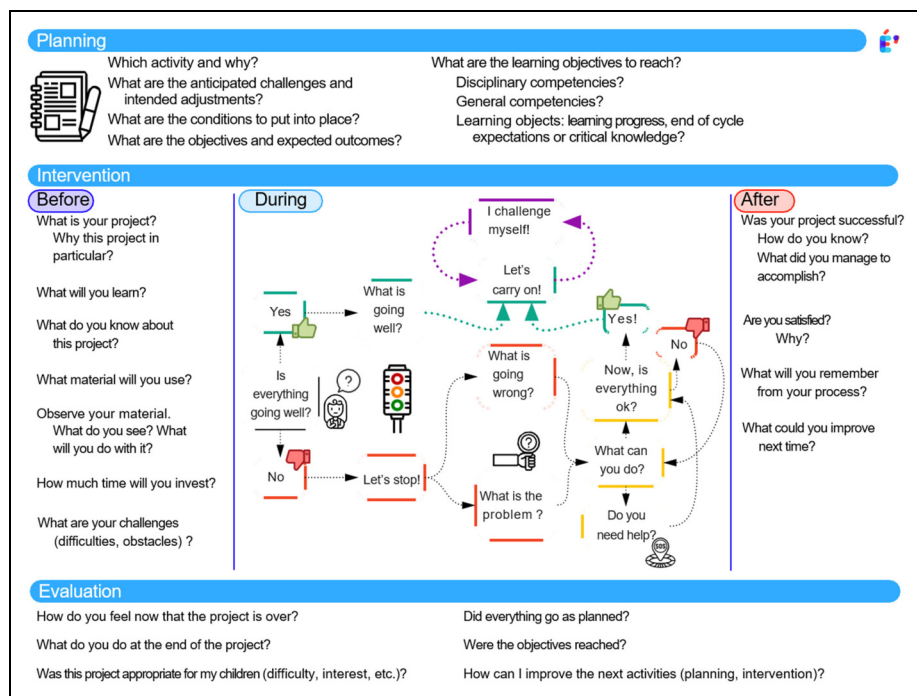 Planning
É
Which activity and why?
What are the anticipated challenges and
intended adjustments?
What are the conditions to put into place?
What are the objectives and expected outcomes?
What are the learning objectives to reach?
Disciplinary competencies?
General competencies?
Learning objects: learning progress, end of cycle
expectations or critical knowledge?
Intervention
Before
What is your project?
Why this project in
particular?
What will you learn?
What do you know about
this project?
What material will you use?
Observe your material.
What do you see? What
will you do with it?
How much time will you invest?
What are your challenges
(difficulties, obstacles) ?
During
I challenge
myself!
Let's
carry on!
Yes
What is
going
well?
Yes!
No
Is
everything
going well?
?
What is
going
wrong?
Now, is
everything
ok?
No
Let's stop!
?
What is the
problem ?
What can
you do?
Do you
need help?
SOS
After
Was your project successful?
How do you know?
What did you manage to
accomplish?
Are you satisfied?
Why?
What will you remember
from your process?
What could you improve
next time?
Evaluation
How do you feel now that the project is over?
What do you do at the end of the project?
Was this project appropriate for my children (difficulty, interest, etc.)?
Did everything go as planned?
Were the objectives reached?
How can I improve the next activities (planning, intervention)?